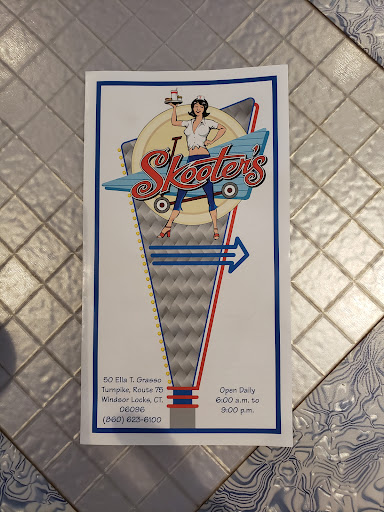 Skooter's
50 Ella T. Grasso
Turnpike, Route 75
Windsor Locks, CT.
06096
(860) 623-6100
Open Daily
6:00 a.m. to
9:00 p.m.